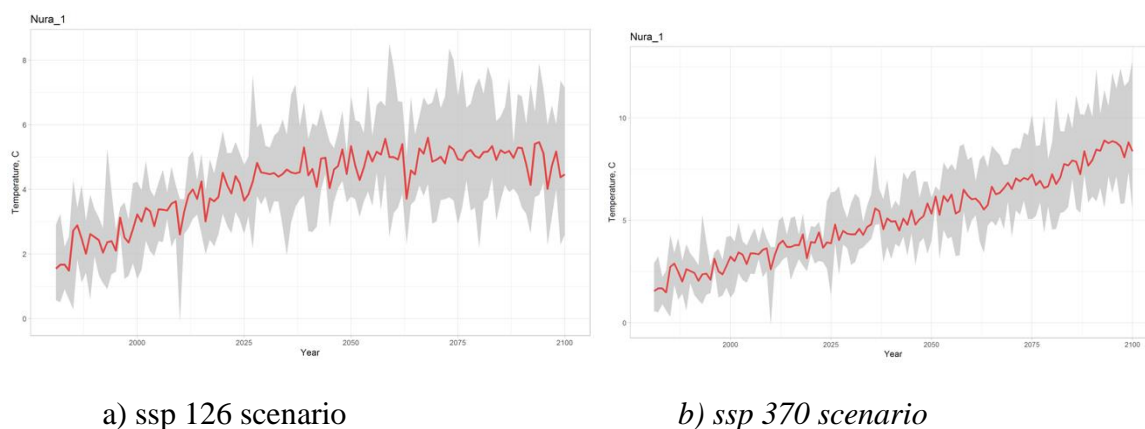 Nura_1
8
6
4
2
0
Temperature, C
2000
2025
2050
2075
2100
Year
Nura_1
10
5
0
Temperature, C
2000
2025
2050
2075
2100
Year
a) ssp 126 scenario
b) ssp 370 scenario